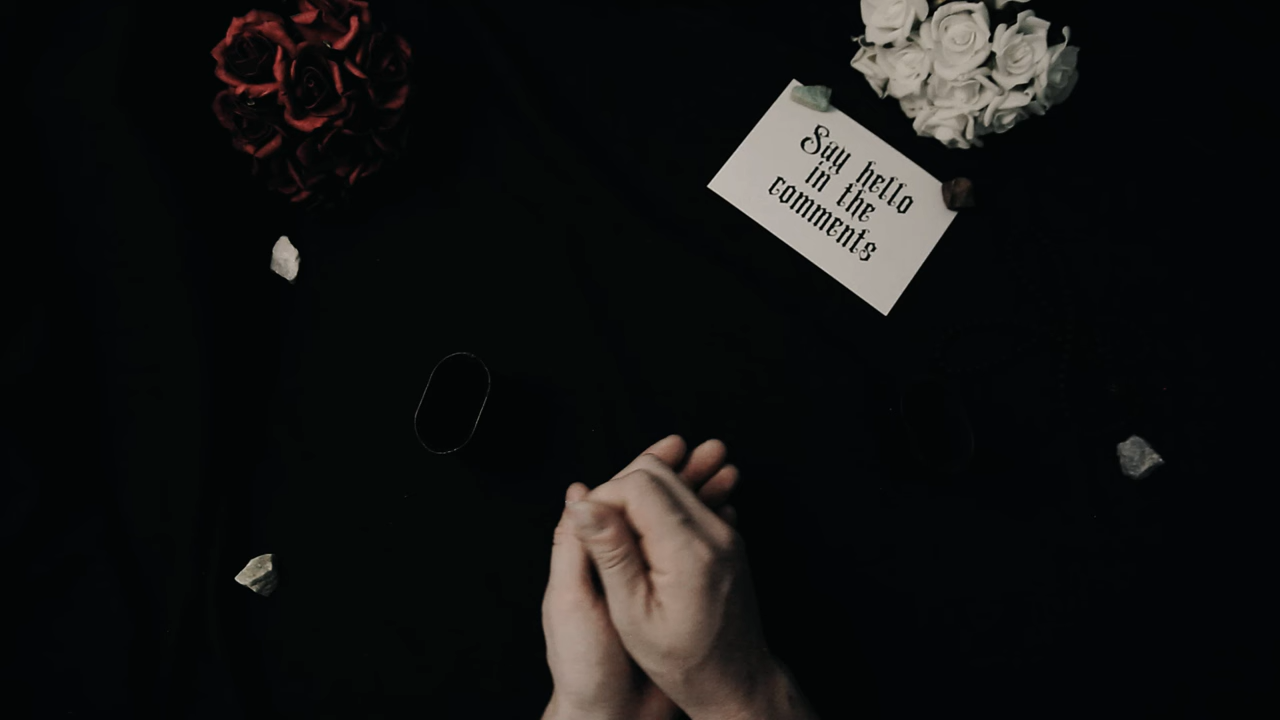 Say hello
in the
comments